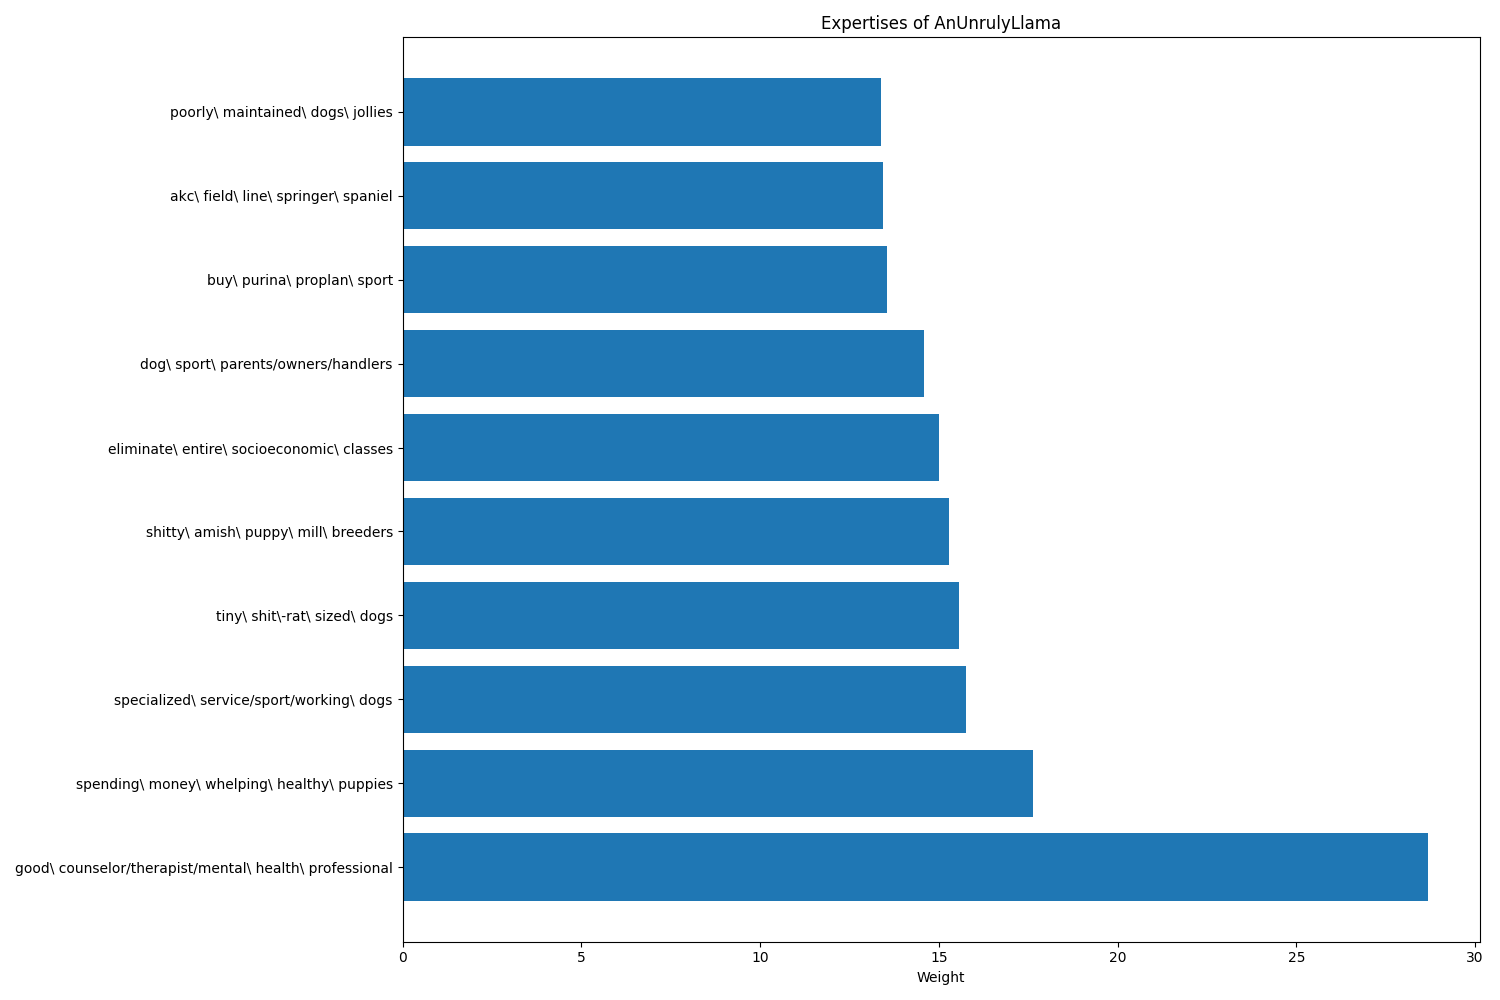 Expertises of AnUnrulyLlama
poorly\ maintained\ dogs\ jollies
akc\ field\ line\ springer\ spaniel
buy\ purina\ proplan\ sport
dog\ sport\ parents/owners/handlers
eliminate\ entire\ socioeconomic\ classes
shitty\ amish\ puppy\ mill\ breeders
tiny\ shit\-rat\ sized\ dogs
specialized\ service/sport/working\ dogs
spending\ money\ whelping\ healthy\ puppies
good\ counselor/therapist/mental\ health\ professional
0 5 10 15 20 25 30
Weight